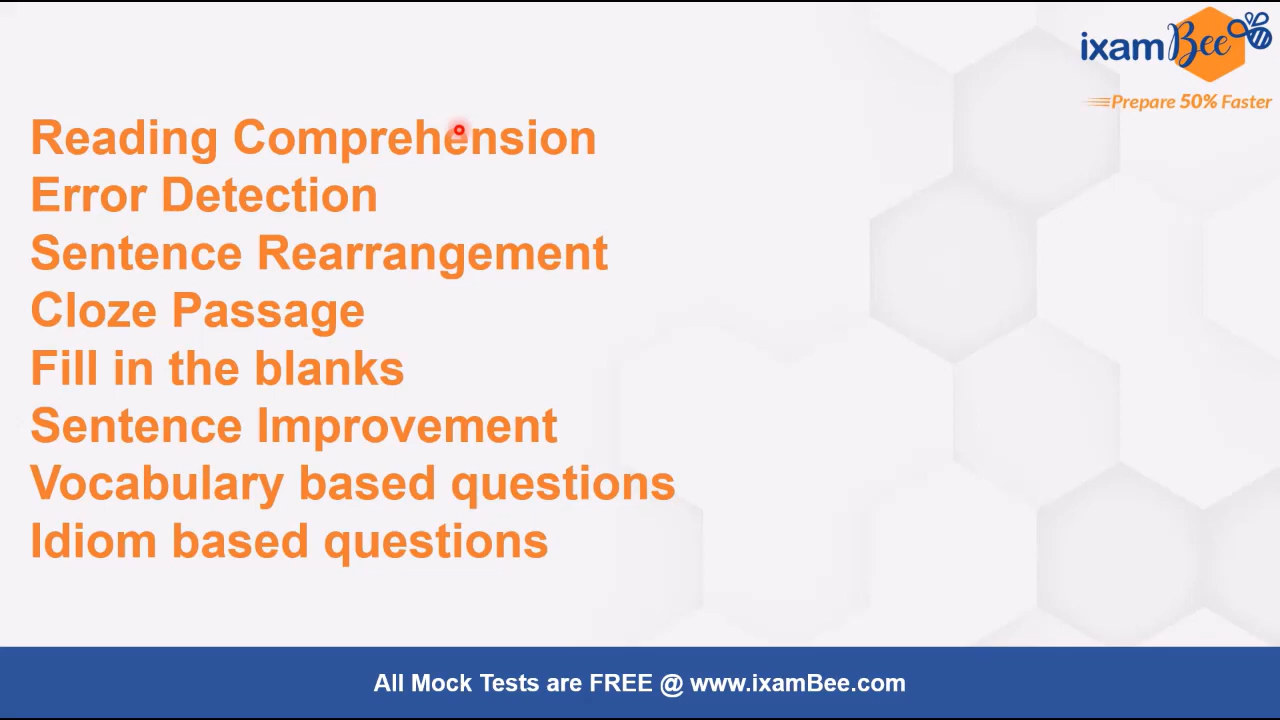 ixamBee
Prepare 50% Faster
Reading Comprehension
Error Detection
Sentence Rearrangement
Cloze Passage
Fill in the blanks
Sentence Improvement
Vocabulary based questions
Idiom based questions
All Mock Tests are FREE @ www.ixamBee.com